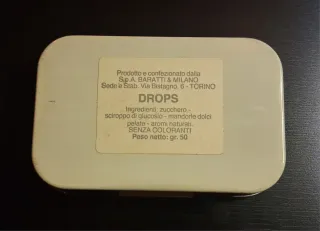 Prodotto e confezionato dalla
S.p.A. BARATTI & MILANO
Sede e Stab. Via Bologna, 6 - TORINO
DROPS
Ingredienti, zucchero -
sciroppo di glucosio - mandorle dolci
pelate - aromi naturali.
SENZA COLORANTI
Peso netto: gr. 50